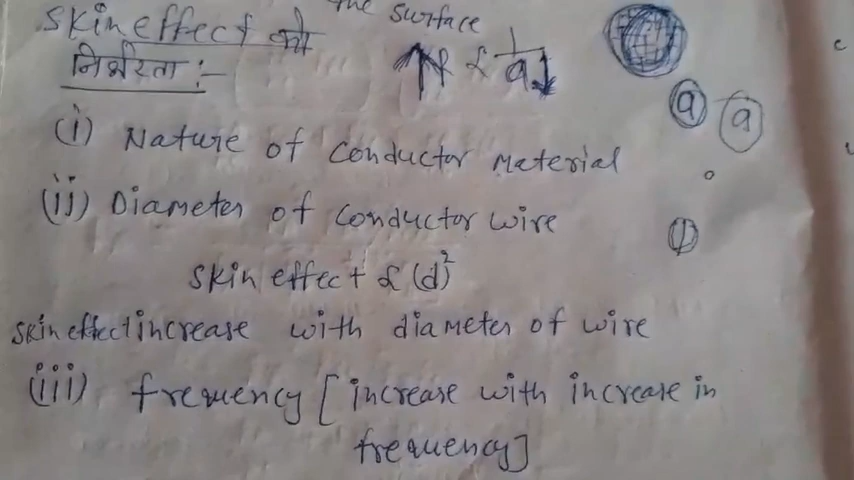 the surface
skin effect की
निर्भरता :-
↑R ∝ 1/a↓
a a
(i) Nature of conductor material
(ii) Diameter of conductor wire
skin effect ∝ (d)²
skin effect increase with diameter of wire
(iii) frequency [increase with increase in
frequency]